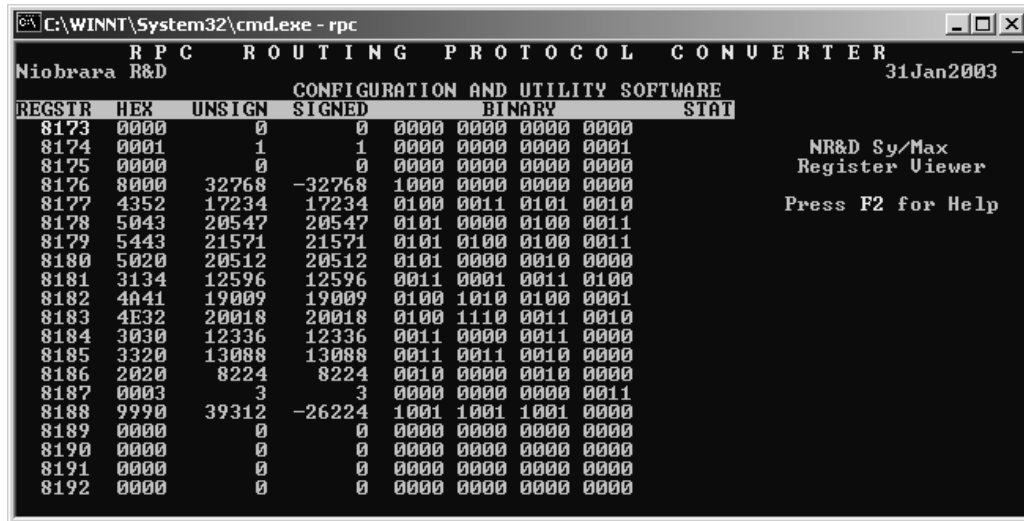 C:\WINNT\System32\cmd.exe - rpc
R P C R O U T I N G P R O T O C O L C O N V E R T E R
Niobrara R&D 31Jan2003
CONFIGURATION AND UTILITY SOFTWARE
REGSTR HEX UNSIGN SIGNED BINARY STAT
8173 0000 0 0 0000 0000 0000 0000
8174 0001 1 1 0000 0000 0000 0001 NR&D Sy/Max
8175 0000 0 0 0000 0000 0000 0000 Register Viewer
8176 8000 32768 -32768 1000 0000 0000 0000
8177 4352 17234 17234 0100 0011 0101 0010 Press F2 for Help
8178 5043 20547 20547 0101 0000 0100 0011
8179 5443 21571 21571 0101 0100 0100 0011
8180 5020 20512 20512 0101 0000 0010 0000
8181 3134 12596 12596 0011 0001 0011 0100
8182 4A41 19009 19009 0100 1010 0100 0001
8183 4E32 20018 20018 0100 1110 0011 0010
8184 3030 12336 12336 0011 0000 0011 0000
8185 3320 13088 13088 0011 0011 0010 0000
8186 2020 8224 8224 0010 0000 0010 0000
8187 0003 3 3 0000 0000 0000 0011
8188 9990 39312 -26224 1001 1001 1001 0000
8189 0000 0 0 0000 0000 0000 0000
8190 0000 0 0 0000 0000 0000 0000
8191 0000 0 0 0000 0000 0000 0000
8192 0000 0 0 0000 0000 0000 0000